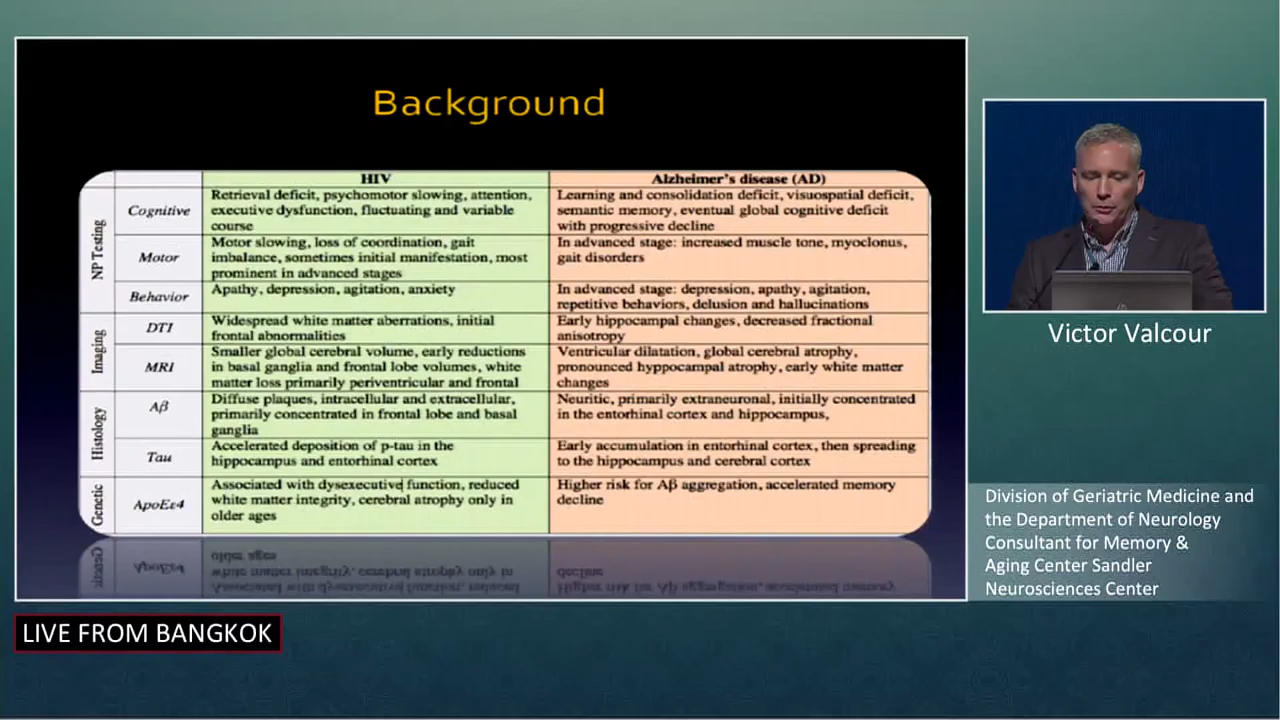 Background
HIV
Alzheimer's disease (AD)
NP Testing
Cognitive
Retrieval deficit, psychomotor slowing, attention,
executive dysfunction, fluctuating and variable
course
Learning and consolidation deficit, visuospatial deficit,
semantic memory, eventual global cognitive deficit
with progressive decline
Motor
Motor slowing, loss of coordination, gait
imbalance, sometimes initial manifestation, most
prominent in advanced stages
In advanced stage: increased muscle tone, myoclonus,
gait disorders
Behavior
Apathy, depression, agitation, anxiety
In advanced stage: depression, apathy, agitation,
repetitive behaviors, delusion and hallucinations
Imaging
DTI
Widespread white matter aberrations, initial
frontal abnormalities
Early hippocampal changes, decreased fractional
anisotropy
MRI
Smaller global cerebral volume, early reductions
in basal ganglia and frontal lobe volumes, white
matter loss primarily periventricular and frontal
Ventricular dilatation, global cerebral atrophy,
pronounced hyppocampal atrophy, early white matter
changes
Histology
Aβ
Diffuse plaques, intracellular and extracellular,
primarily concentrated in frontal lobe and basal
ganglia
Neuritic, primarily extraneuronal, initially concentrated
in the entorhinal cortex and hippocampus,
Tau
Accelerated deposition of p-tau in the
hippocampus and entorhinal cortex
Early accumulation in entorhinal cortex, then spreading
to the hippocampus and cerebral cortex
Genetic
ApoEε4
Associated with dysexecutive function, reduced
white matter integrity, cerebral atrophy only in
older ages
Higher risk for Aβ aggregation, accelerated memory
decline
Victor Valcour
Division of Geriatric Medicine and
the Department of Neurology
Consultant for Memory &
Aging Center Sandler
Neurosciences Center
LIVE FROM BANGKOK